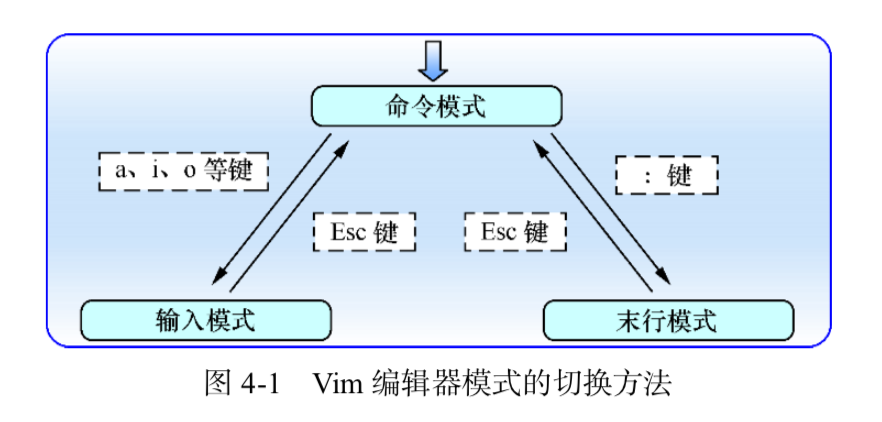 命令模式
a、i、o 等键
：键
Esc 键
Esc 键
输入模式
末行模式
图 4-1 Vim 编辑器模式的切换方法